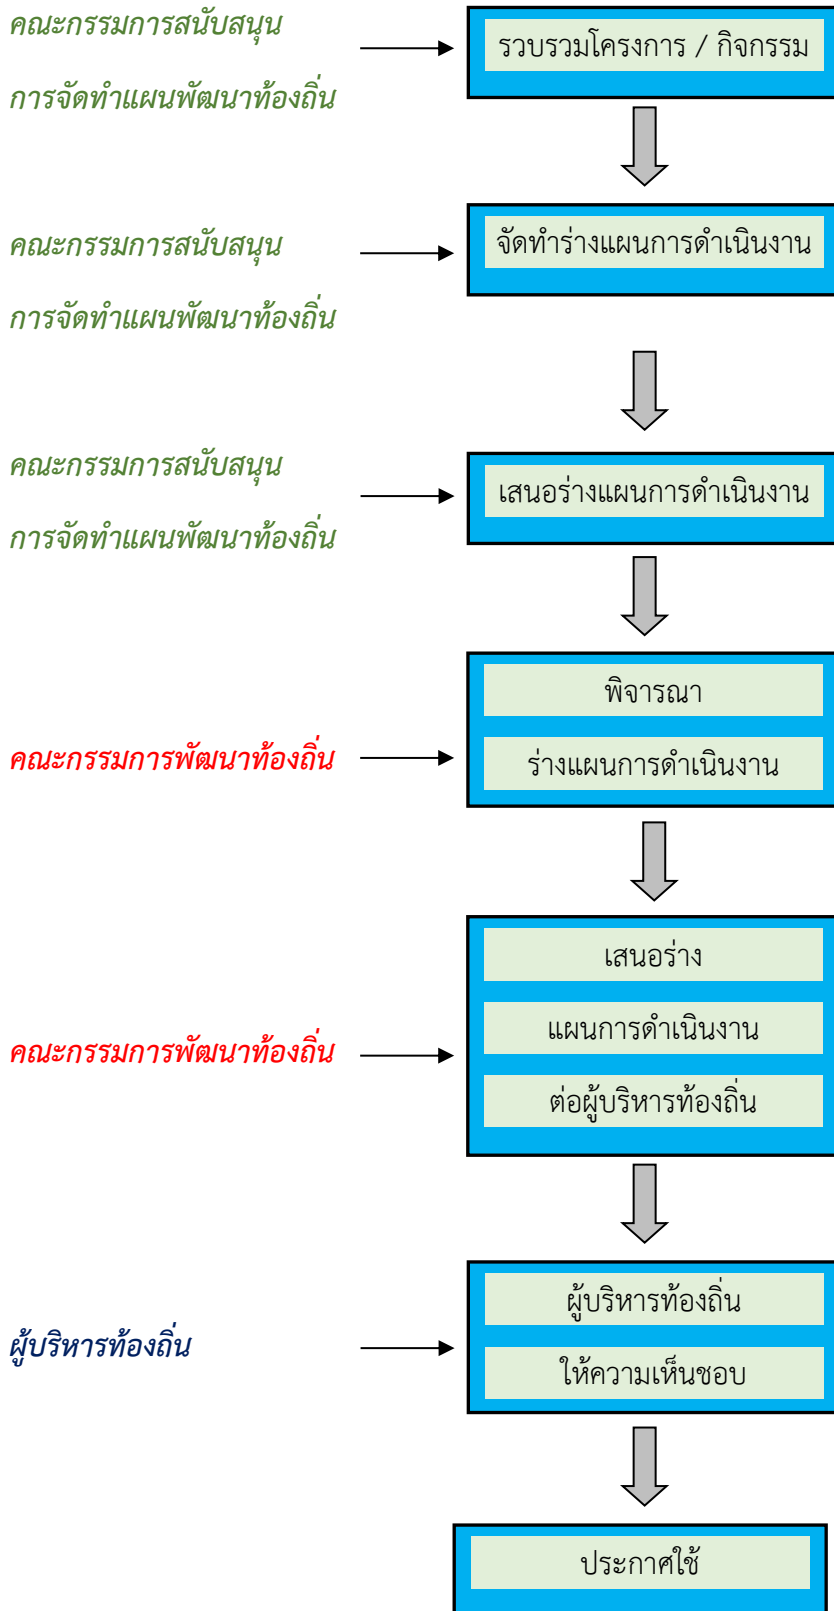 คณะกรรมการสนับสนุน
การจัดทำแผนพัฒนาท้องถิ่น
รวบรวมโครงการ / กิจกรรม
คณะกรรมการสนับสนุน
การจัดทำแผนพัฒนาท้องถิ่น
จัดทำร่างแผนการดำเนินงาน
คณะกรรมการสนับสนุน
การจัดทำแผนพัฒนาท้องถิ่น
เสนอร่างแผนการดำเนินงาน
คณะกรรมการพัฒนาท้องถิ่น
พิจารณา
ร่างแผนการดำเนินงาน
คณะกรรมการพัฒนาท้องถิ่น
เสนอร่าง
แผนการดำเนินงาน
ต่อผู้บริหารท้องถิ่น
ผู้บริหารท้องถิ่น
ผู้บริหารท้องถิ่น
ให้ความเห็นชอบ
ประกาศใช้